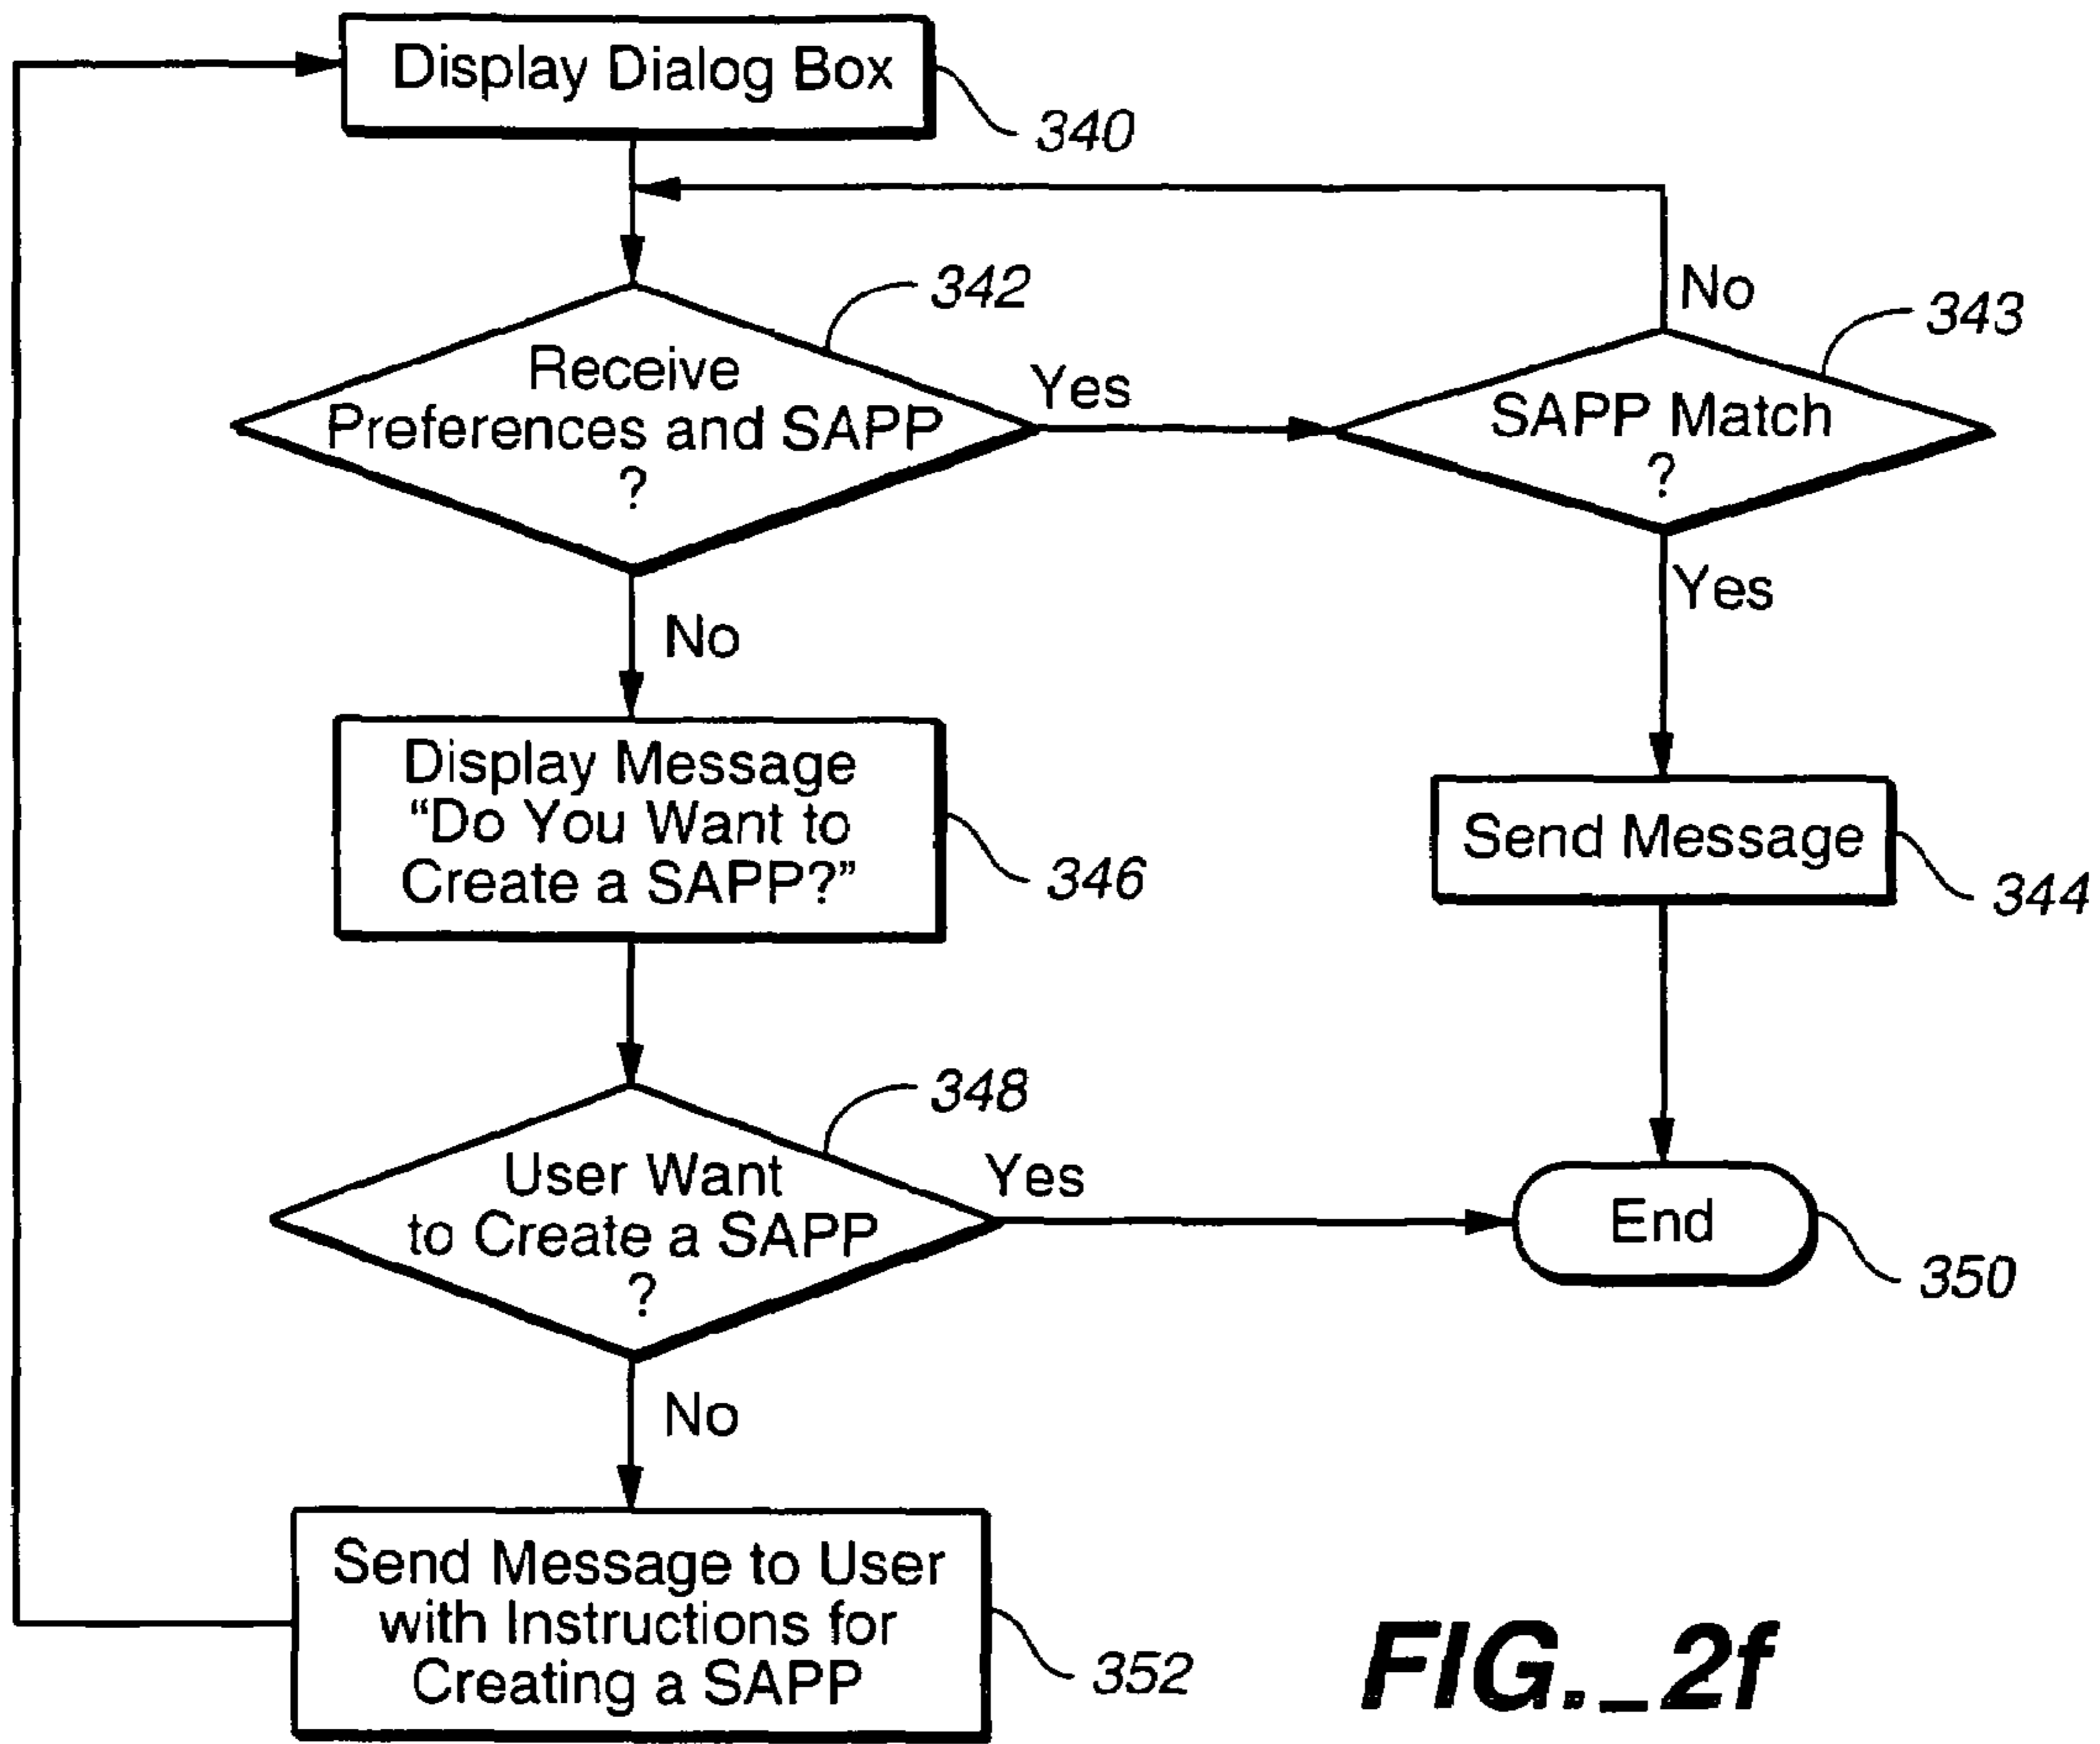 Display Dialog Box
340
342
Receive
Preferences and SAPP
?
Yes
No
343
SAPP Match
?
No
Yes
Display Message
“Do You Want to
Create a SAPP?”
346
Send Message
344
348
User Want
to Create a SAPP
?
Yes
No
End
350
Send Message to User
with Instructions for
Creating a SAPP
352
FIG._2f